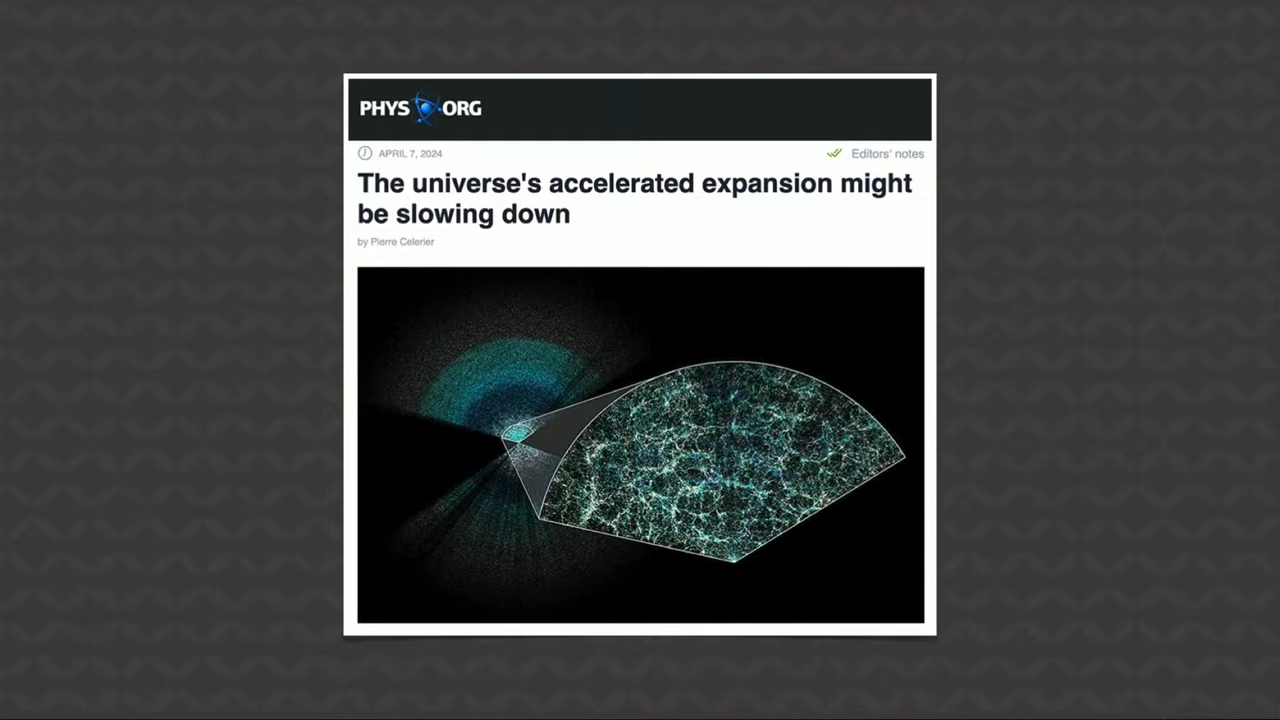 PHYS ORG
APRIL 7, 2024
Editors' notes
The universe's accelerated expansion might
be slowing down
by Pierre Celerier